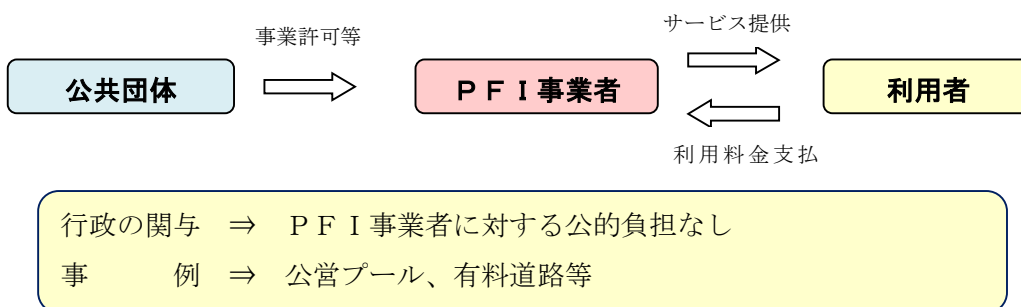 サービス提供
事業許可等
公共団体
ＰＦＩ事業者
利用者
利用料金支払
行政の関与　⇒　ＰＦＩ事業者に対する公的負担なし
事　　　例　⇒　公営プール、有料道路等